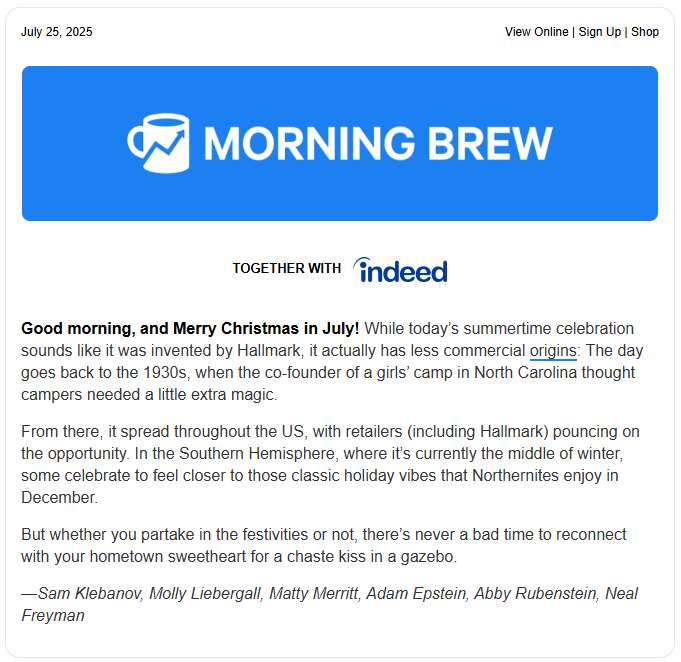 July 25, 2025
View Online | Sign Up | Shop
MORNING BREW
TOGETHER WITH indeed
Good morning, and Merry Christmas in July! While today’s summertime celebration
sounds like it was invented by Hallmark, it actually has less commercial origins: The day
goes back to the 1930s, when the co-founder of a girls’ camp in North Carolina thought
campers needed a little extra magic.
From there, it spread throughout the US, with retailers (including Hallmark) pouncing on
the opportunity. In the Southern Hemisphere, where it’s currently the middle of winter,
some celebrate to feel closer to those classic holiday vibes that Northernites enjoy in
December.
But whether you partake in the festivities or not, there’s never a bad time to reconnect
with your hometown sweetheart for a chaste kiss in a gazebo.
—Sam Klebanov, Molly Liebergall, Matty Merritt, Adam Epstein, Abby Rubenstein, Neal
Freyman